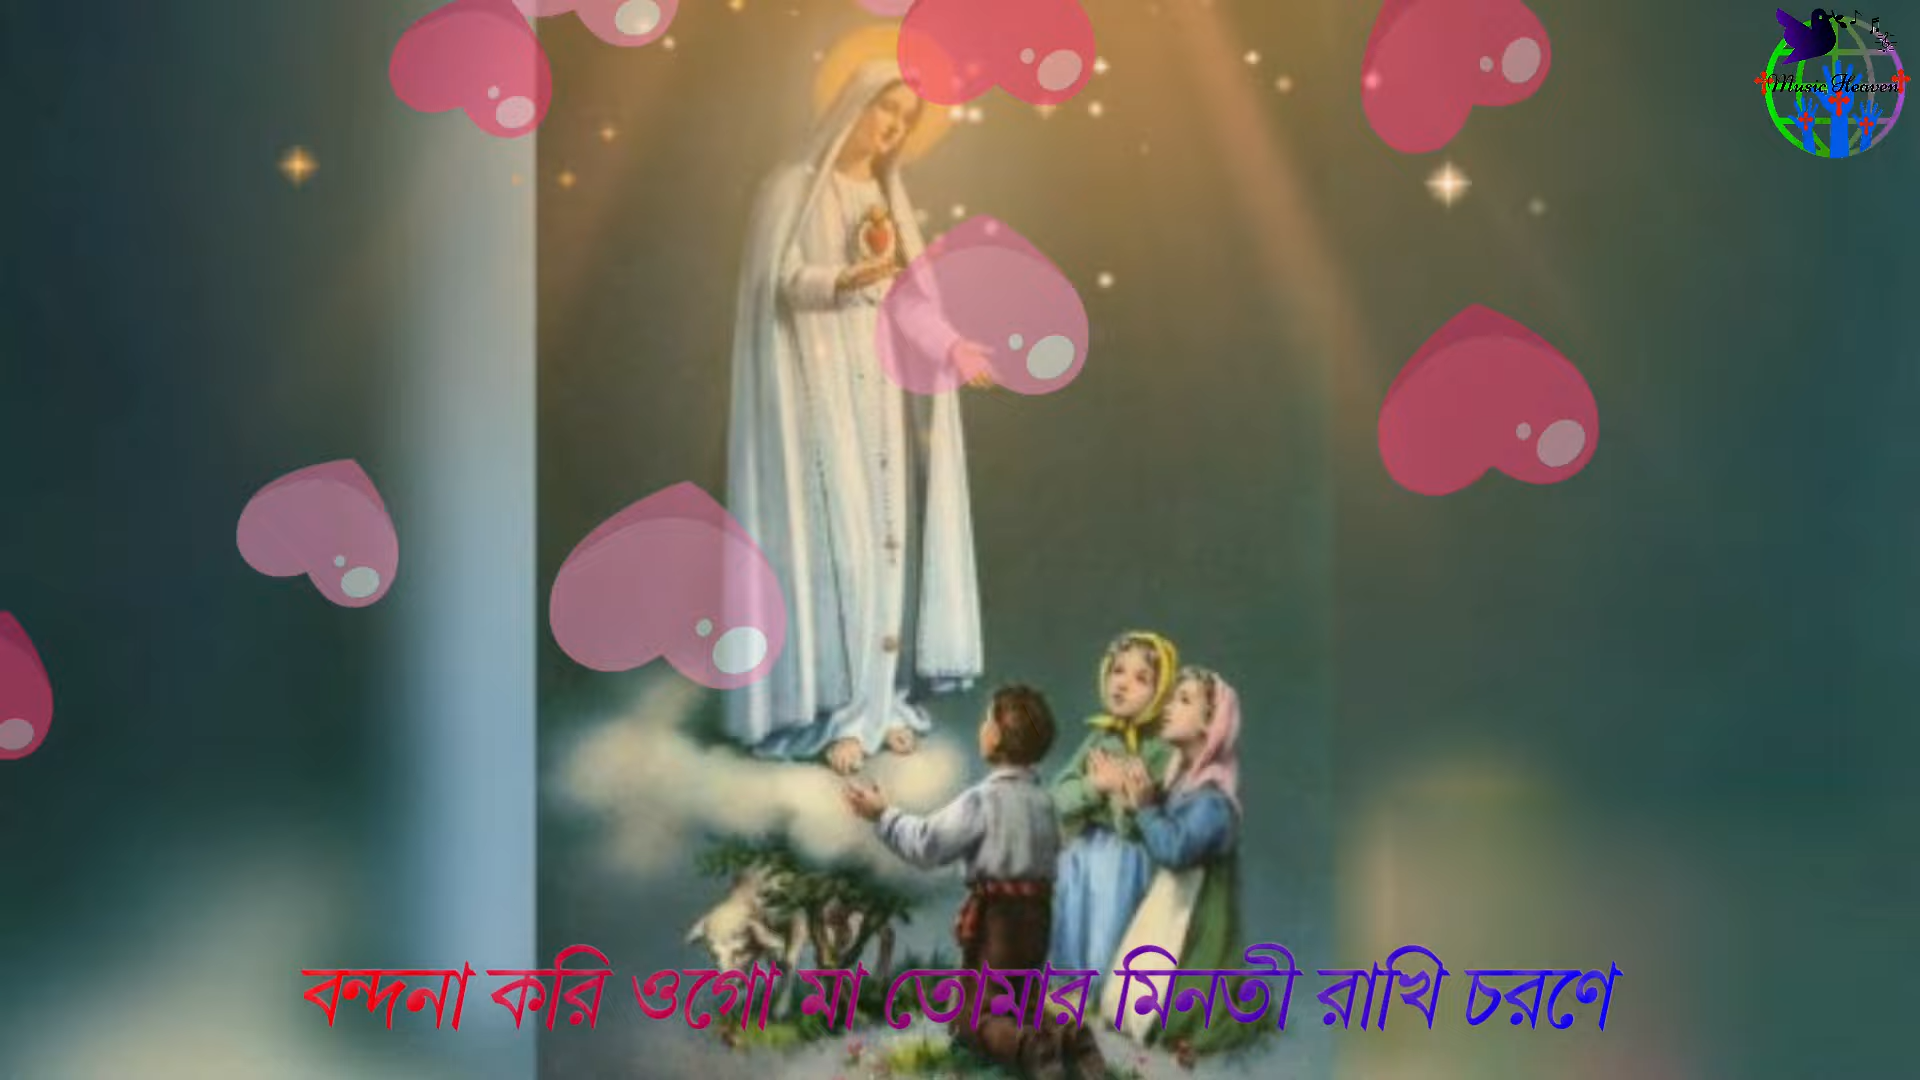 Music Heaven
বন্দনা করি ওগো মা তোমার মিনতী রাখি চরণে